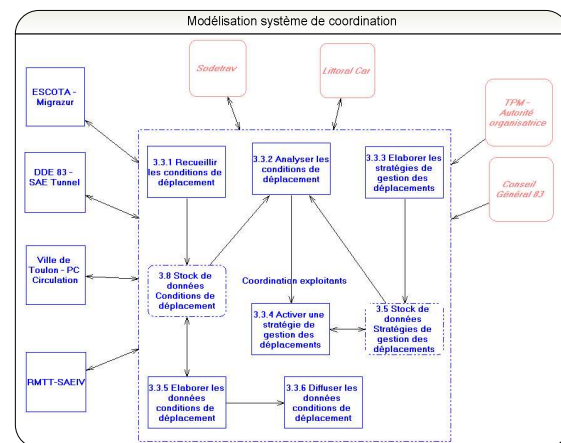 Modélisation système de coordination
Sodetrav
Littoral Car
ESCOTA -
Migrazur
TPM -
Autorité
organisatrice
3.3.1 Recueillir
les conditions de
déplacement
3.3.2 Analyser les
conditions de
déplacement
3.3.3 Elaborer les
stratégies de
gestion des
déplacements
DDE 83 -
SAE Tunnel
Conseil
Général 83
Ville de
Toulon - PC
Circulation
3.8 Stock de
données
Conditions de
déplacement
Coordination exploitants
3.3.4 Activer une
stratégie de
gestion des
déplacements
3.5 Stock de
données
Stratégies de
gestion des
déplacements
RMTT-SAEIV
3.3.5 Elaborer les
données
conditions de
déplacement
3.3.6 Diffuser les
données
conditions de
déplacement